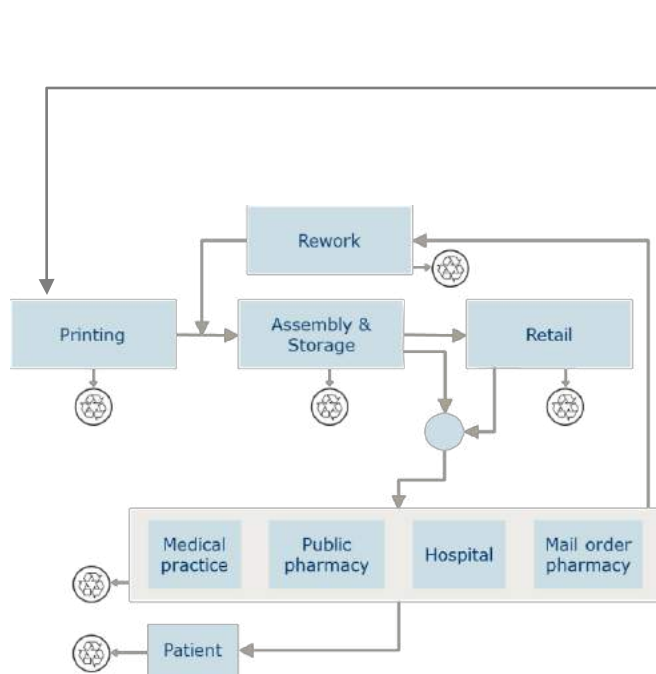 Rework
Printing
Assembly &
Storage
Retail
Medical
practice
Public
pharmacy
Hospital
Mail order
pharmacy
Patient